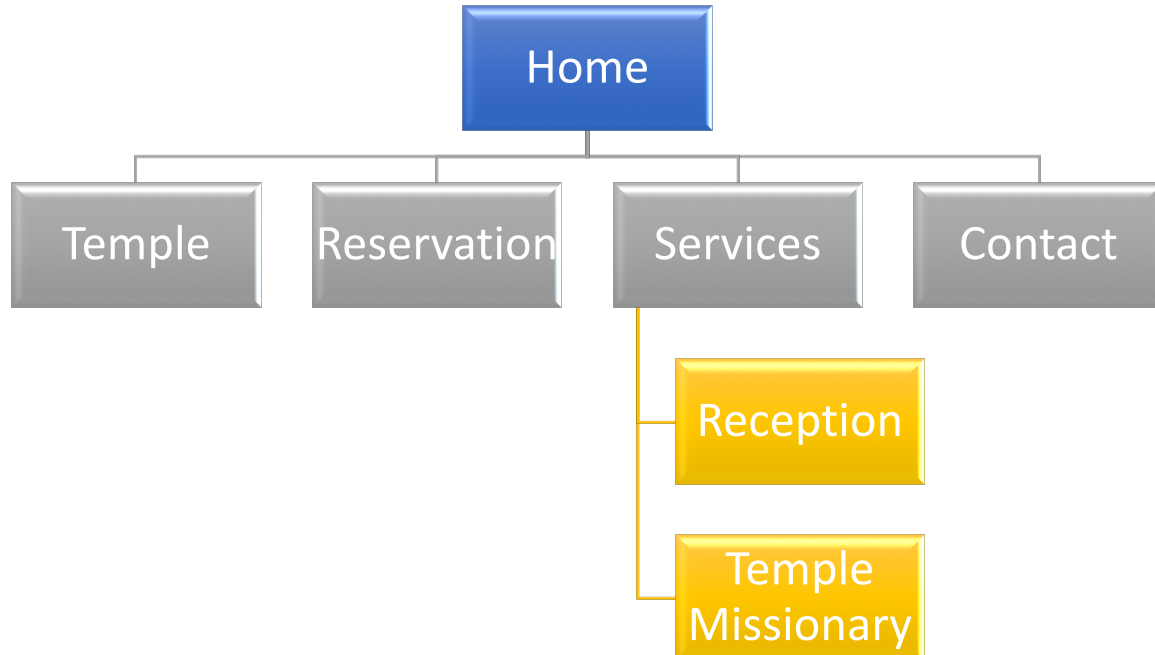 Home
Temple
Reservation
Services
Contact
Reception
Temple
Missionary